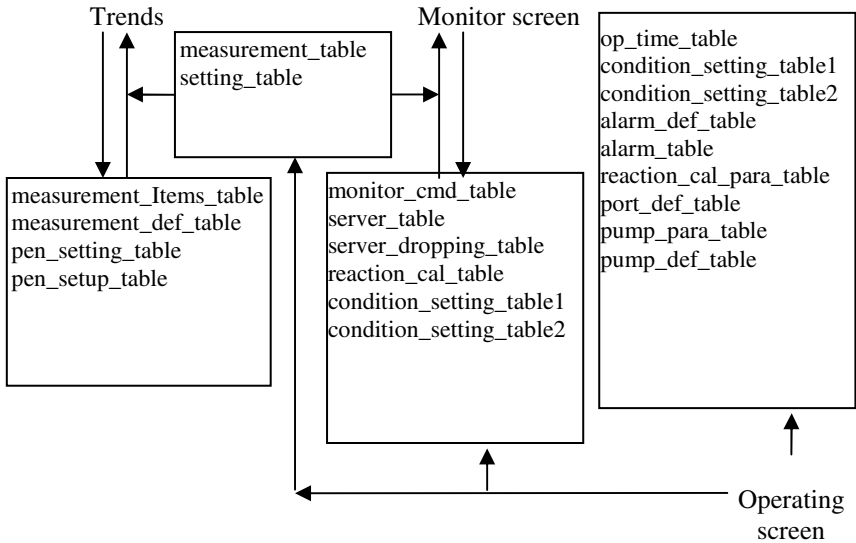 Trends
Monitor screen
measurement_table
setting_table
op_time_table
condition_setting_table1
condition_setting_table2
alarm_def_table
alarm_table
reaction_cal_para_table
port_def_table
pump_para_table
pump_def_table
measurement_Items_table
measurement_def_table
pen_setting_table
pen_setup_table
monitor_cmd_table
server_table
server_dropping_table
reaction_cal_table
condition_setting_table1
condition_setting_table2
Operating
screen